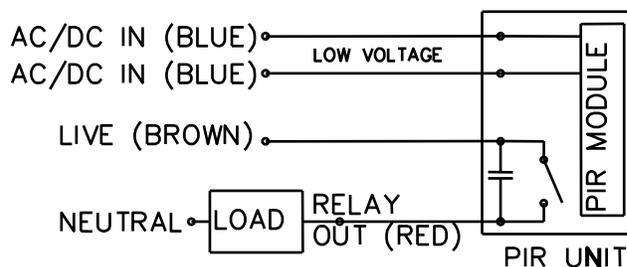 AC/DC IN (BLUE)
LOW VOLTAGE
AC/DC IN (BLUE)
LIVE (BROWN)
NEUTRAL
LOAD
RELAY
OUT (RED)
PIR MODULE
PIR UNIT